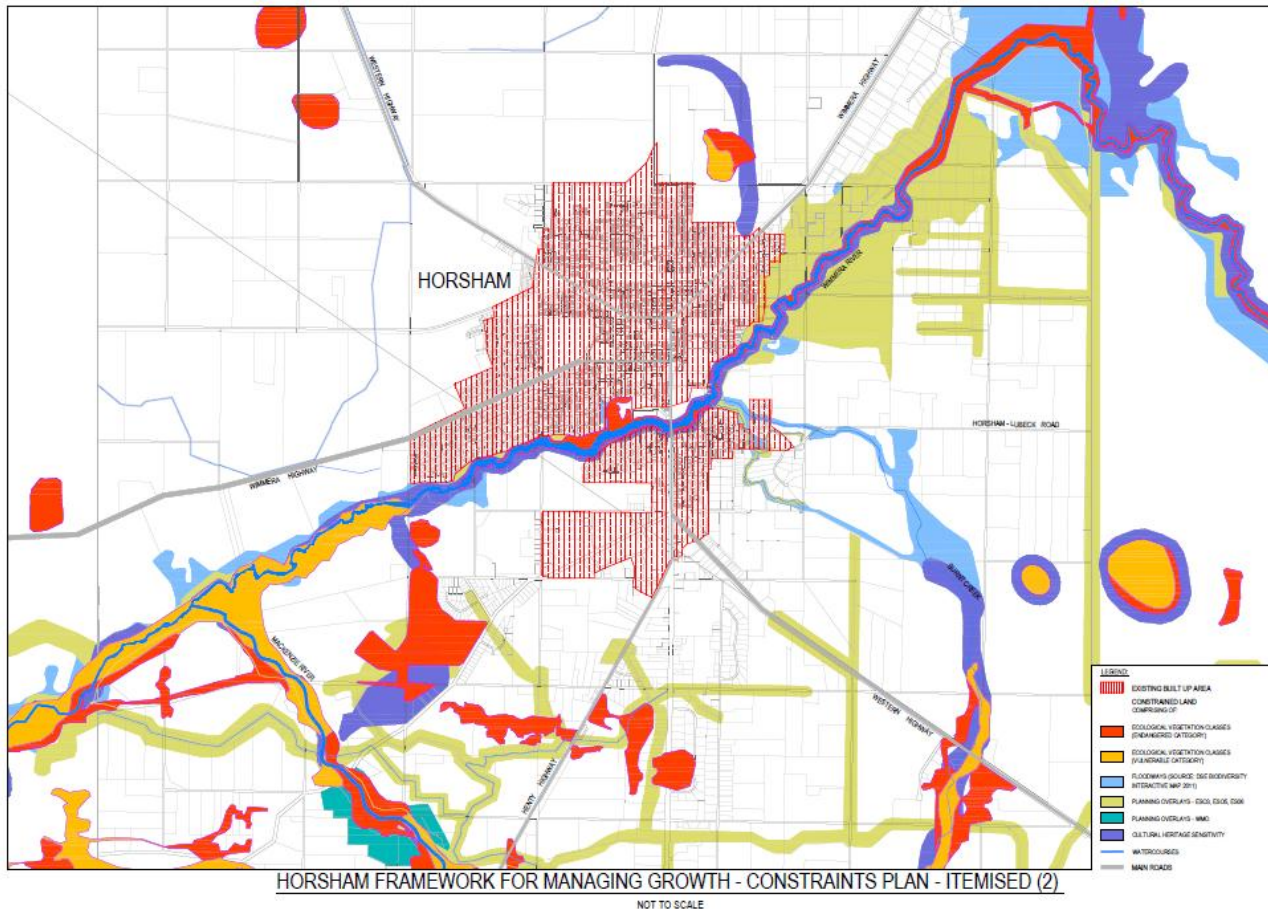 WESTERN HIGHWAY
WIMMERA HIGHWAY
HORSHAM
WIMMERA RIVER
HORSHAM - LUBECK ROAD
WIMMERA HIGHWAY
BURNT CREEK
MACKENZIE RIVER
WESTERN HIGHWAY
HENTY HIGHWAY
LEGEND:
EXISTING BUILT UP AREA
CONSTRAINED LAND
COMPRISING OF:
ECOLOGICAL VEGETATION CLASSES
(ENDANGERED CATEGORY)
ECOLOGICAL VEGETATION CLASSES
(VULNERABLE CATEGORY)
FLOODWAYS (SOURCE: DSE BIODIVERSITY
INTERACTIVE MAP 2011)
PLANNING OVERLAYS - ESO3, ESO5, ESO6
PLANNING OVERLAYS - WMO
CULTURAL HERITAGE SENSITIVITY
WATERCOURSES
MAIN ROADS
HORSHAM FRAMEWORK FOR MANAGING GROWTH - CONSTRAINTS PLAN - ITEMISED (2)
NOT TO SCALE